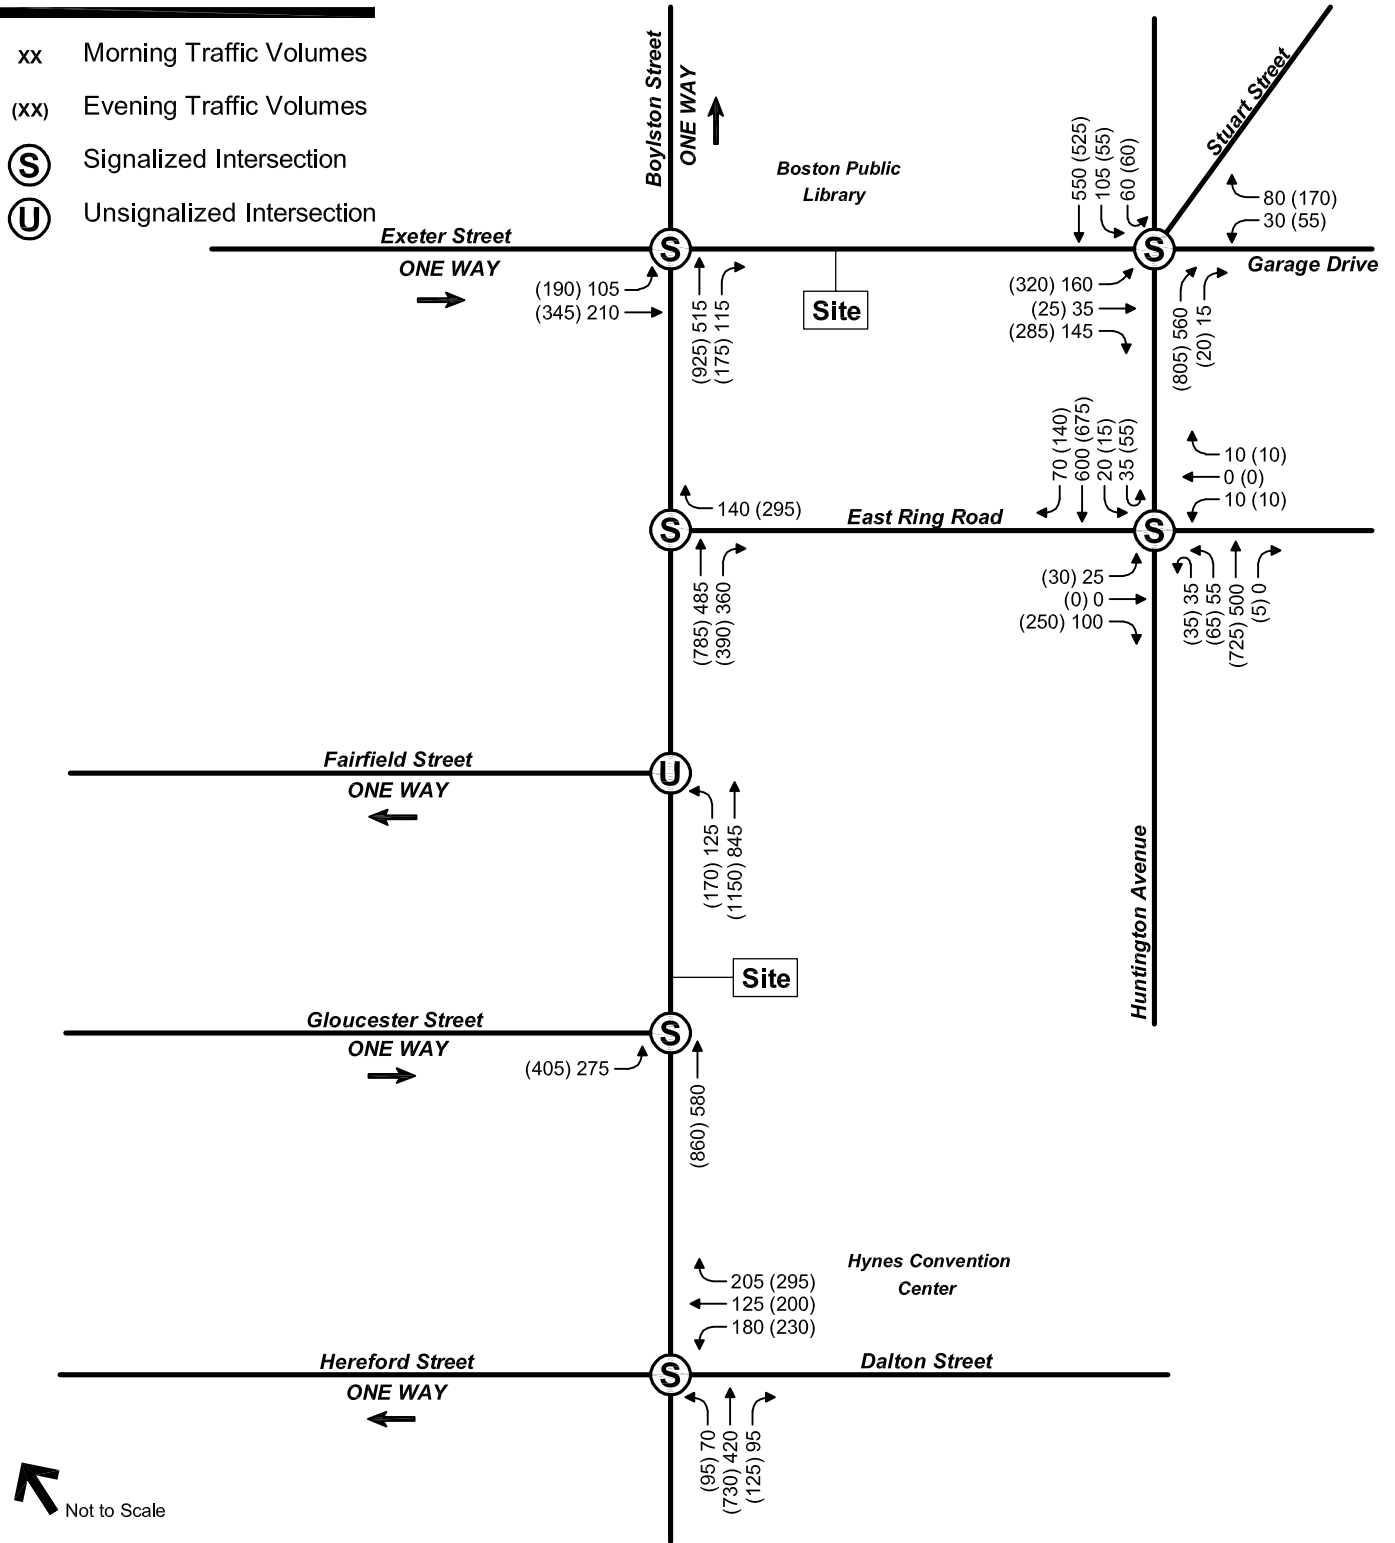 XX Morning Traffic Volumes
(XX) Evening Traffic Volumes
S Signalized Intersection
U Unsignalized Intersection
Boylston Street
ONE WAY
Boston Public
Library
550 (525)
105 (55)
60 (60)
Stuart Street
80 (170)
30 (55)
Exeter Street
ONE WAY
S
S
Garage Drive
(190) 105
(345) 210
(925) 515
(175) 115
Site
(320) 160
(25) 35
(285) 145
(805) 560
(20) 15
70 (140)
600 (675)
20 (15)
35 (55)
10 (10)
0 (0)
10 (10)
140 (295)
East Ring Road
S
S
(785) 485
(390) 360
(30) 25
(0) 0
(250) 100
(35) 35
(65) 55
(725) 500
(5) 0
Fairfield Street
ONE WAY
U
(170) 125
(1150) 845
Huntington Avenue
Site
Gloucester Street
ONE WAY
S
(405) 275
(860) 580
205 (295)
125 (200)
180 (230)
Hynes Convention
Center
Hereford Street
ONE WAY
S
Dalton Street
(95) 70
(730) 420
(125) 95
Not to Scale